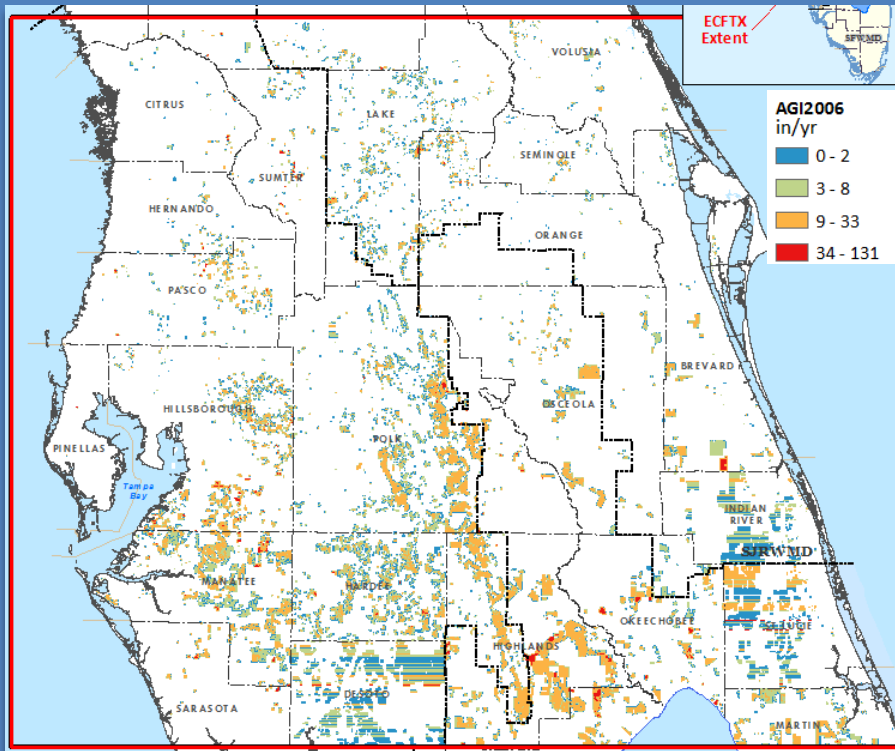 ECFTX
Extent
SFWMD
AGI2006
in/yr
0 - 2
3 - 8
9 - 33
34 - 131
VOLUSIA
CITRUS
LAKE
SEMINOLE
SUMTER
HERNANDO
ORANGE
PASCO
BREVARD
HILLSBOROUGH
OSCEOLA
POLK
PINELLAS
Tampa
Bay
INDIAN
RIVER
SJRWMD
MANATEE
HARDEE
OKEECHOBEE
ST LUCIE
HIGHLANDS
DESOTO
SARASOTA
MARTIN